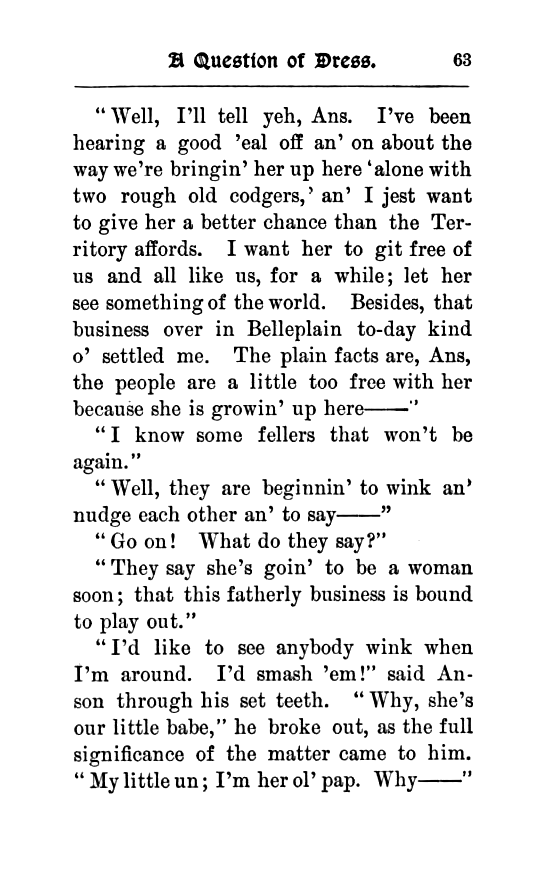 A Question of Dress. 63
“Well, I’ll tell yeh, Ans. I’ve been
hearing a good ’eal off an’ on about the
way we’re bringin’ her up here ‘alone with
two rough old codgers,’ an’ I jest want
to give her a better chance than the Ter-
ritory affords. I want her to git free of
us and all like us, for a while; let her
see something of the world. Besides, that
business over in Belleplain to-day kind
o’ settled me. The plain facts are, Ans,
the people are a little too free with her
because she is growin’ up here——”
“I know some fellers that won’t be
again.”
“Well, they are beginnin’ to wink an’
nudge each other an’ to say——”
“Go on! What do they say?”
“They say she’s goin’ to be a woman
soon; that this fatherly business is bound
to play out.”
“I’d like to see anybody wink when
I’m around. I’d smash ’em!” said An-
son through his set teeth. “Why, she’s
our little babe,” he broke out, as the full
significance of the matter came to him.
“My little un; I’m her ol’ pap. Why——”